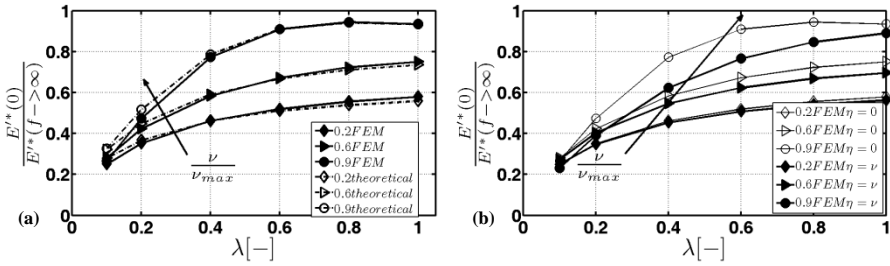 1
0.8
0.6
0.4
0.2
0
E'*(0)
E'*(f->∞)
ν
ν_max
0.2FEM
0.6FEM
0.9FEM
0.2theoretical
0.6theoretical
0.9theoretical
(a)
0 0.2 0.4 0.6 0.8 1
λ[-]
1
0.8
0.6
0.4
0.2
0
E'*(0)
E'*(f->∞)
ν
ν_max
0.2FEMη = 0
0.6FEMη = 0
0.9FEMη = 0
0.2FEMη = ν
0.6FEMη = ν
0.9FEMη = ν
(b)
0 0.2 0.4 0.6 0.8 1
λ[-]